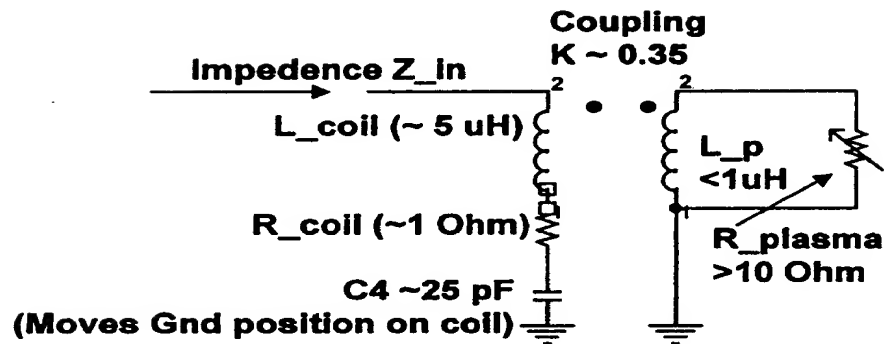 Coupling
K ~ 0.35
Impedence Z_in
2
2
L_coil (~ 5 uH)
L_p
<1uH
1
1
R_coil (~1 Ohm)
R_plasma
>10 Ohm
C4 ~25 pF
(Moves Gnd position on coil)